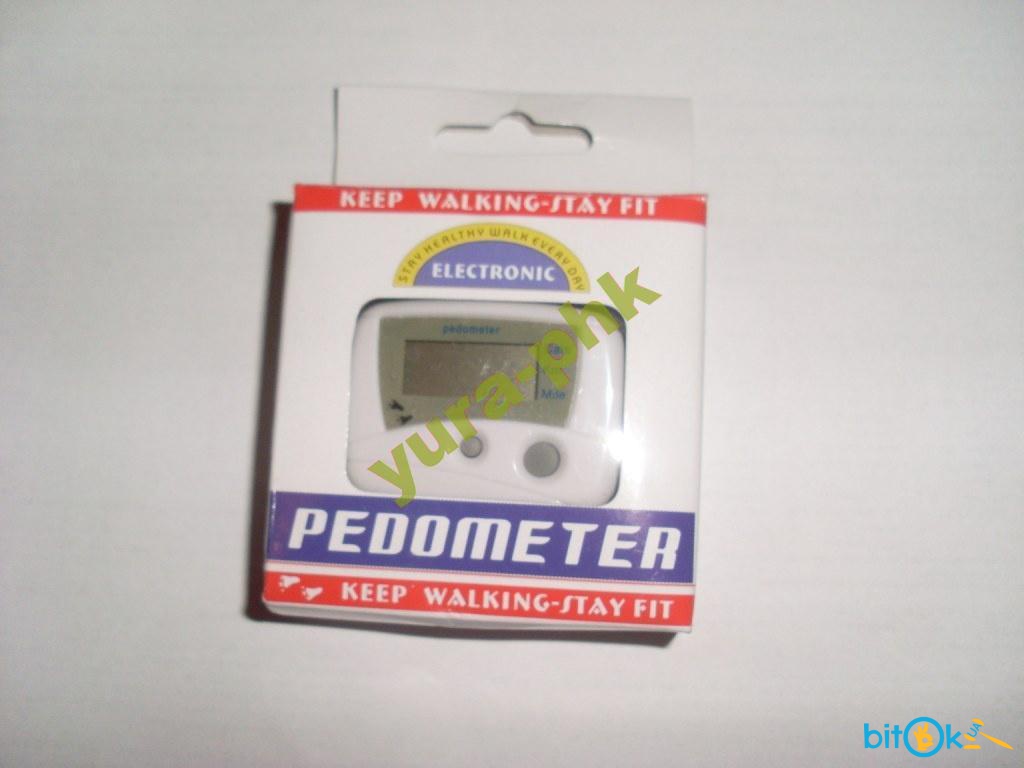 KEEP WALKING-STAY FIT
STAY HEALTHY WALK EVERY DAY
ELECTRONIC
pedometer
Mile
yura-phk
PEDOMETER
KEEP WALKING-STAY FIT
bitok UA